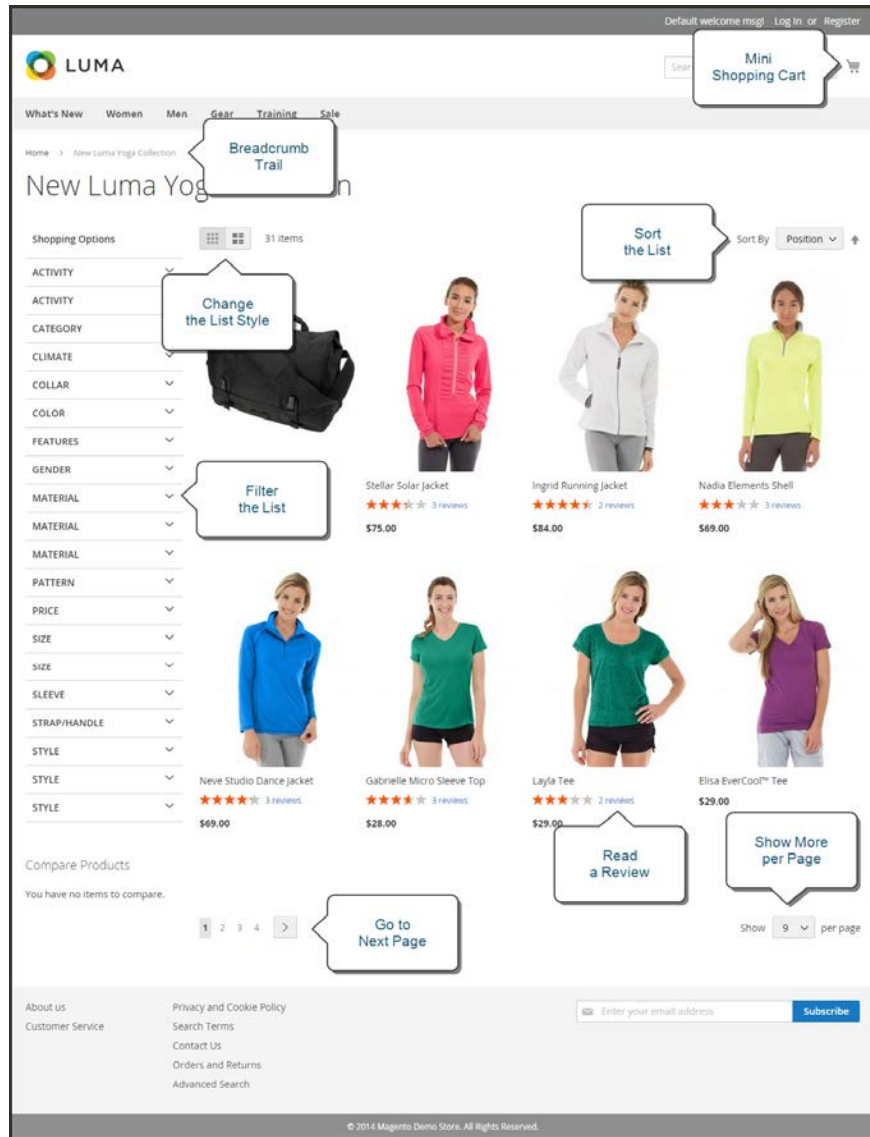 Default welcome msg! Log In or Register
LUMA
Sear
Mini
Shopping Cart
What's New Women Men Gear Training Sale
Home > New Luma Yoga Collection
Breadcrumb
Trail
New Luma Yog n
Shopping Options
31 items
Sort
the List
Sort By Position
ACTIVITY
ACTIVITY
CATEGORY
CLIMATE
COLLAR
COLOR
FEATURES
GENDER
MATERIAL
MATERIAL
MATERIAL
PATTERN
PRICE
SIZE
SIZE
SLEEVE
STRAP/HANDLE
STYLE
STYLE
STYLE
Change
the List Style
Filter
the List
Stellar Solar Jacket
3 reviews
$75.00
Ingrid Running Jacket
2 reviews
$84.00
Nadia Elements Shell
3 reviews
$69.00
Neve Studio Dance Jacket
3 reviews
$69.00
Gabrielle Micro Sleeve Top
3 reviews
$28.00
Layla Tee
2 reviews
$29.00
Elisa EverCool™ Tee
$29.00
Read
a Review
Show More
per Page
Compare Products
You have no items to compare.
1 2 3 4
Go to
Next Page
Show 9 per page
About us
Customer Service
Privacy and Cookie Policy
Search Terms
Contact Us
Orders and Returns
Advanced Search
Enter your email address
Subscribe
© 2014 Magento Demo Store. All Rights Reserved.